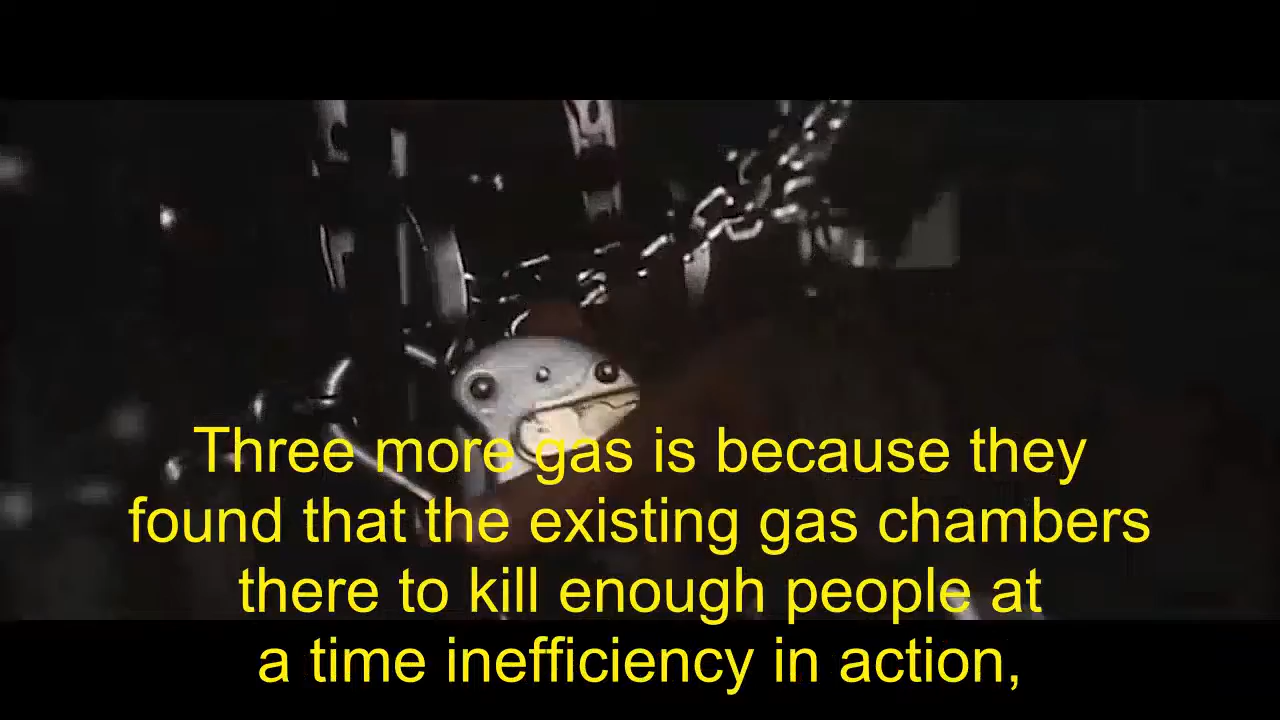 Three more gas is because they
found that the existing gas chambers
there to kill enough people at
a time inefficiency in action,